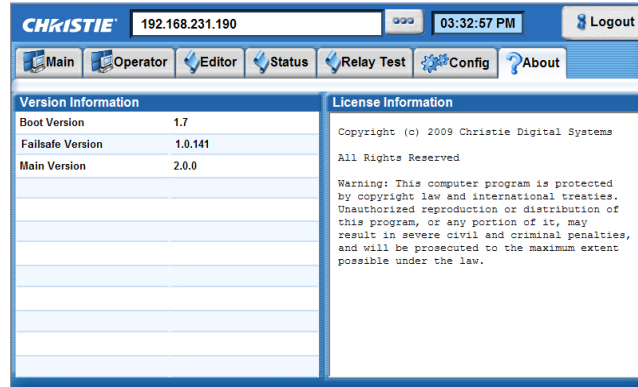 CHRISTIE® 192.168.231.190 03:32:57 PM Logout
Main Operator Editor Status Relay Test Config About
Version Information
Boot Version 1.7
Failsafe Version 1.0.141
Main Version 2.0.0
License Information
Copyright (c) 2009 Christie Digital Systems
All Rights Reserved
Warning: This computer program is protected
by copyright law and international treaties.
Unauthorized reproduction or distribution of
this program, or any portion of it, may
result in severe civil and criminal penalties,
and will be prosecuted to the maximum extent
possible under the law.